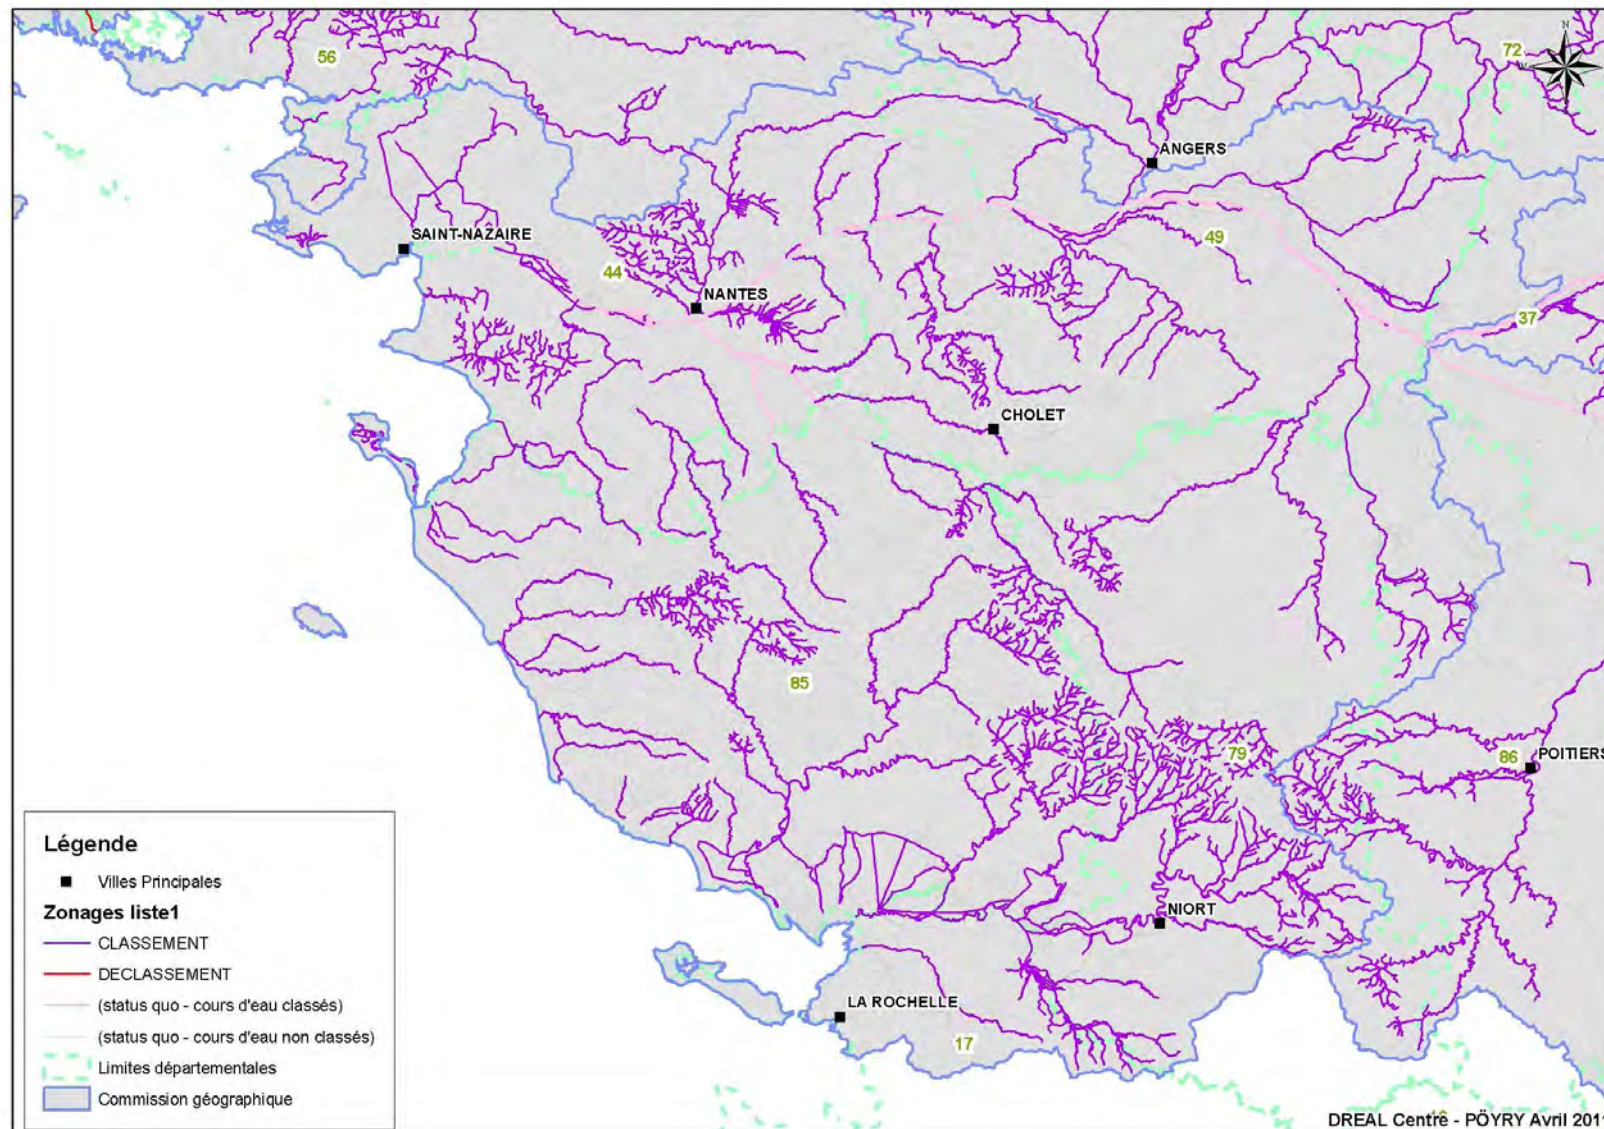 N
56
72
ANGERS
SAINT-NAZAIRE
49
44
NANTES
37
CHOLET
85
79
86
POITIERS
NIORT
LA ROCHELLE
17
Légende
Villes Principales
Zonages liste1
CLASSEMENT
DECLASSEMENT
(status quo - cours d'eau classés)
(status quo - cours d'eau non classés)
Limites départementales
Commission géographique
DREAL Centre - PÖYRY Avril 2011